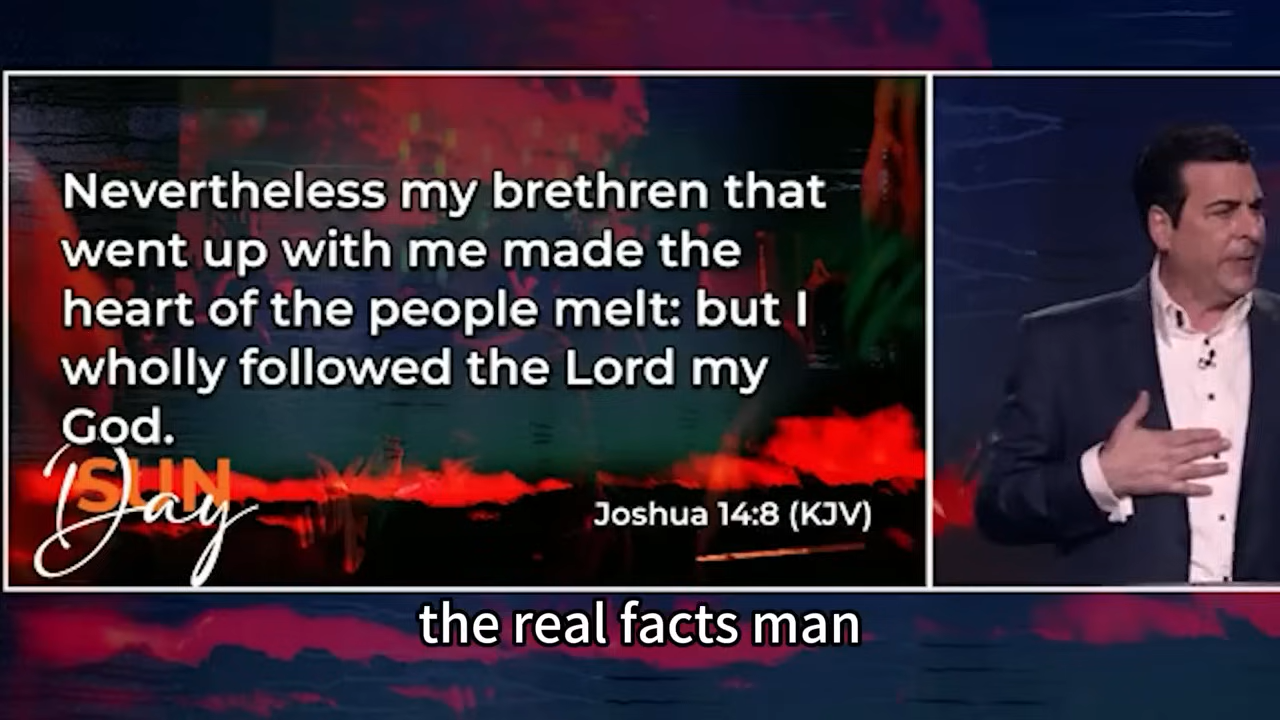 Nevertheless my brethren that
went up with me made the
heart of the people melt: but I
wholly followed the Lord my
God.
SUN
Day
Joshua 14:8 (KJV)
the real facts man